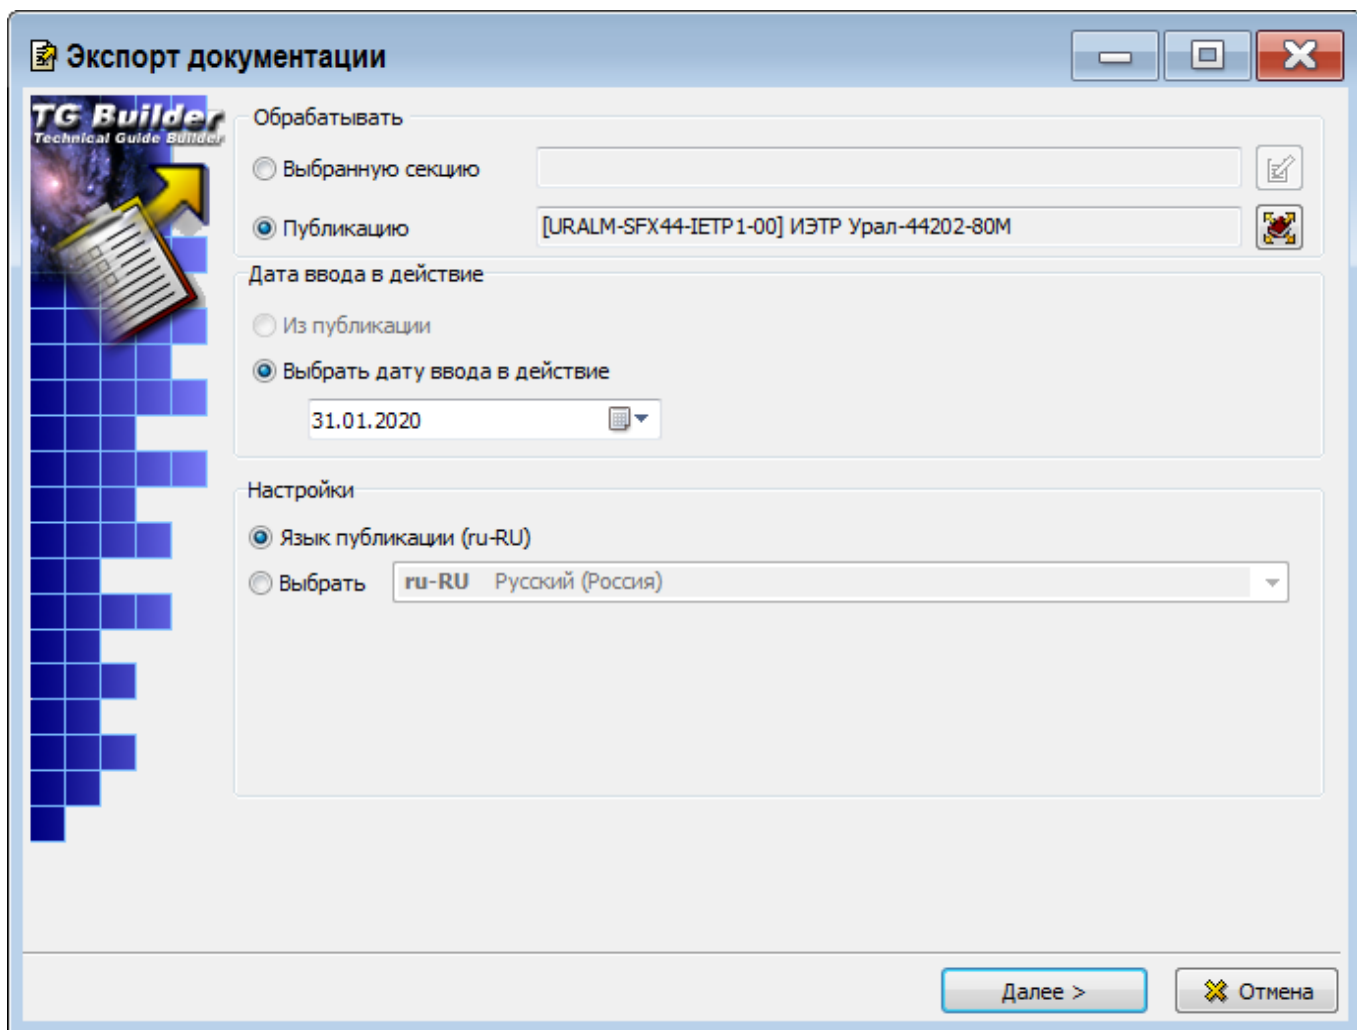 Экспорт документации
TG Builder
Technical Guide Builder
Обрабатывать
Выбранную секцию
Публикацию
[URALM-SFX44-IETP1-00] ИЭТР Урал-44202-80М
Дата ввода в действие
Из публикации
Выбрать дату ввода в действие
31.01.2020
Настройки
Язык публикации (ru-RU)
Выбрать ru-RU Русский (Россия)
Далее >
Отмена